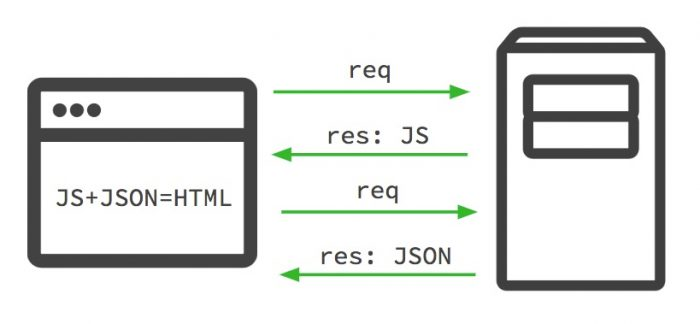 req
res: JS
JS+JSON=HTML
req
res: JSON